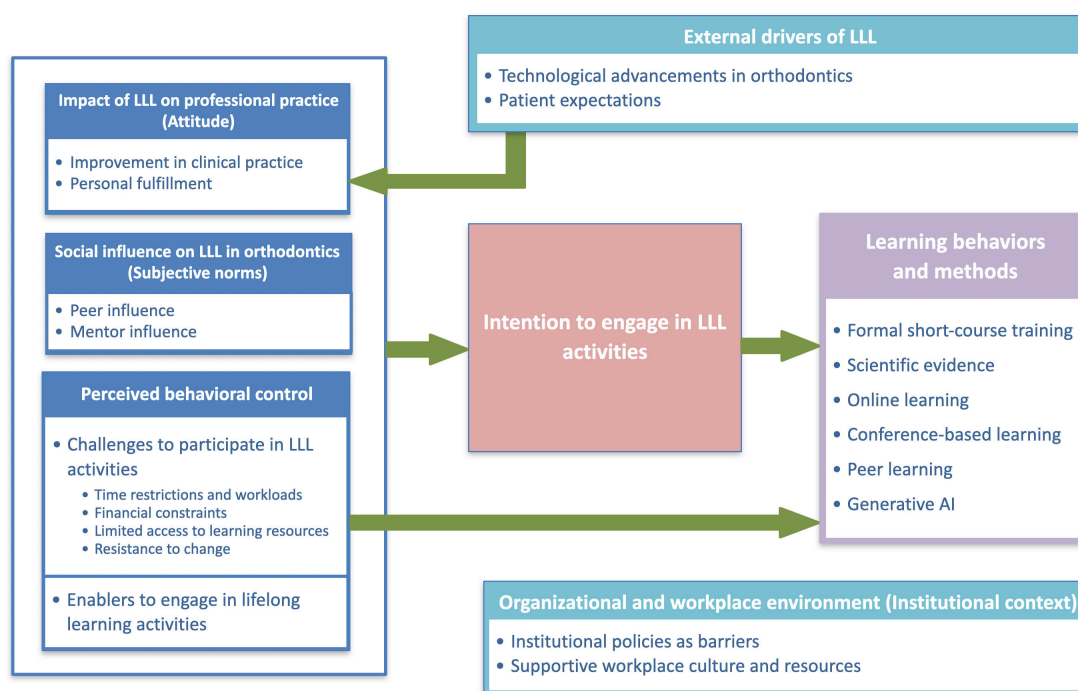 External drivers of LLL
• Technological advancements in orthodontics
• Patient expectations
Impact of LLL on professional practice
(Attitude)
• Improvement in clinical practice
• Personal fulfillment
Social influence on LLL in orthodontics
(Subjective norms)
• Peer influence
• Mentor influence
Perceived behavioral control
• Challenges to participate in LLL
activities
• Time restrictions and workloads
• Financial constraints
• Limited access to learning resources
• Resistance to change
• Enablers to engage in lifelong
learning activities
Intention to engage in LLL
activities
Learning behaviors
and methods
• Formal short-course training
• Scientific evidence
• Online learning
• Conference-based learning
• Peer learning
• Generative AI
Organizational and workplace environment (Institutional context)
• Institutional policies as barriers
• Supportive workplace culture and resources